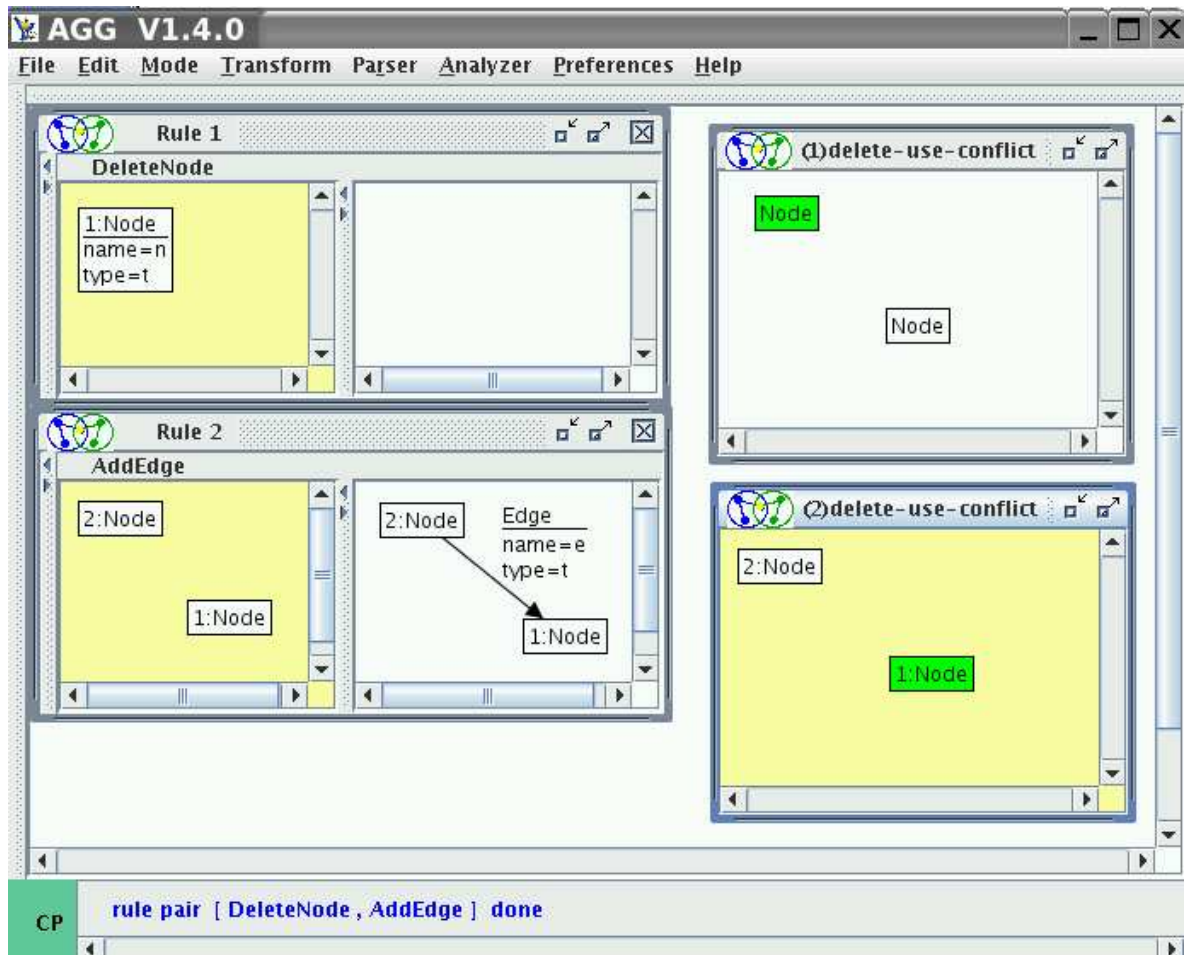 AGG V1.4.0
File Edit Mode Transform Parser Analyzer Preferences Help
Rule 1
DeleteNode
1:Node
name=n
type=t
Rule 2
AddEdge
2:Node
1:Node
2:Node
Edge
name=e
type=t
1:Node
(1)delete-use-conflict
Node
Node
(2)delete-use-conflict
2:Node
1:Node
CP
rule pair [ DeleteNode , AddEdge ] done